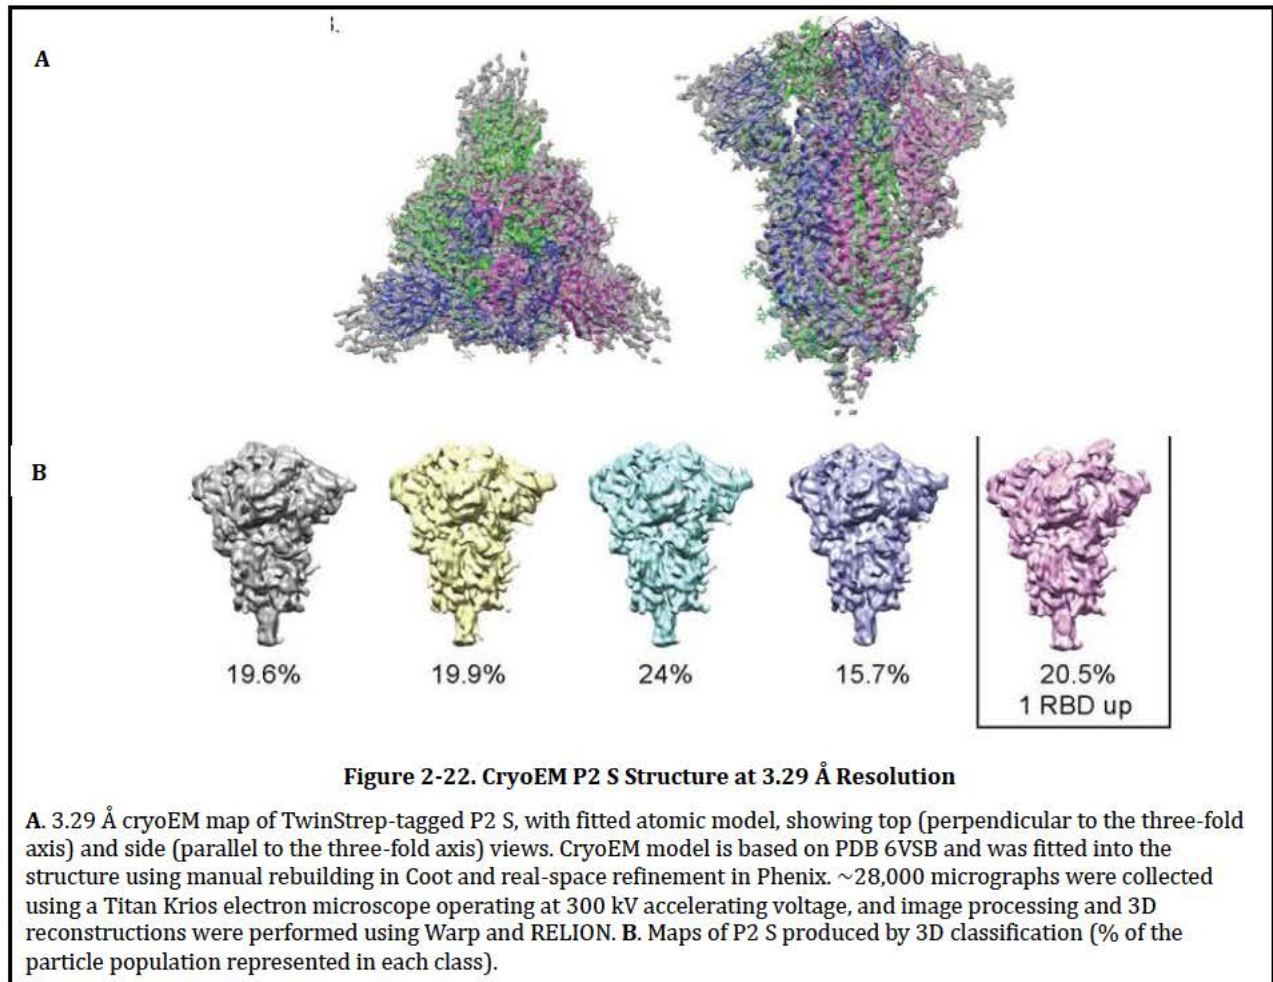 A
B
19.6%
19.9%
24%
15.7%
20.5%
1 RBD up
Figure 2-22. CryoEM P2 S Structure at 3.29 Å Resolution
A. 3.29 Å cryoEM map of TwinStrep-tagged P2 S, with fitted atomic model, showing top (perpendicular to the three-fold
axis) and side (parallel to the three-fold axis) views. CryoEM model is based on PDB 6VSB and was fitted into the
structure using manual rebuilding in Coot and real-space refinement in Phenix. ~28,000 micrographs were collected
using a Titan Krios electron microscope operating at 300 kV accelerating voltage, and image processing and 3D
reconstructions were performed using Warp and RELION. B. Maps of P2 S produced by 3D classification (% of the
particle population represented in each class).